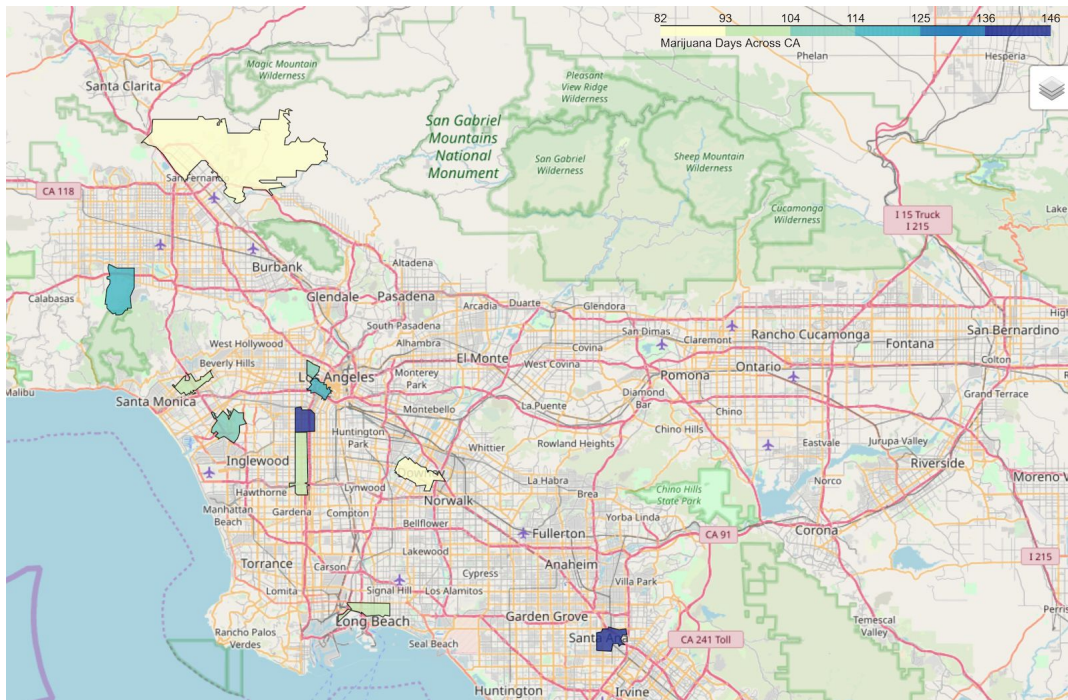 82 93 104 114 125 136 146
Marijuana Days Across CA
Phelan
Hesperia
Santa Clarita
Magic Mountain
Wilderness
Pleasant
View Ridge
Wilderness
San Gabriel
Mountains
National
Monument
San Gabriel
Wilderness
Sheep Mountain
Wilderness
Cucamonga
Wilderness
CA 118
San Fernando
I 15 Truck
I 215
Lake
Burbank
Altadena
Calabasas
Glendale
Pasadena
Arcadia
Duarte
Glendora
South Pasadena
San Dimas
Claremont
Rancho Cucamonga
San Bernardino
High
Fontana
West Hollywood
Alhambra
Covina
El Monte
West Covina
Colton
Beverly Hills
Los Angeles
Monterey
Park
Pomona
Ontario
Malibu
Santa Monica
Montebello
La Puente
Diamond
Bar
Chino
Grand Terrace
Huntington
Park
Whittier
Rowland Heights
Chino Hills
Eastvale
Jurupa Valley
Inglewood
Riverside
La Habra
Norco
Moreno V
Hawthorne
Lynwood
Norwalk
Brea
Chino Hills
State Park
Manhattan
Beach
Gardena
Compton
Bellflower
Yorba Linda
Fullerton
CA 91
Corona
Lakewood
Torrance
Carson
Cypress
Anaheim
I 215
Villa Park
Lomita
Signal Hill
Los Alamitos
Long Beach
Garden Grove
Perris
Temescal
Valley
Rancho Palos
Verdes
Seal Beach
Santa Ana
CA 241 Toll
Huntington
Irvine